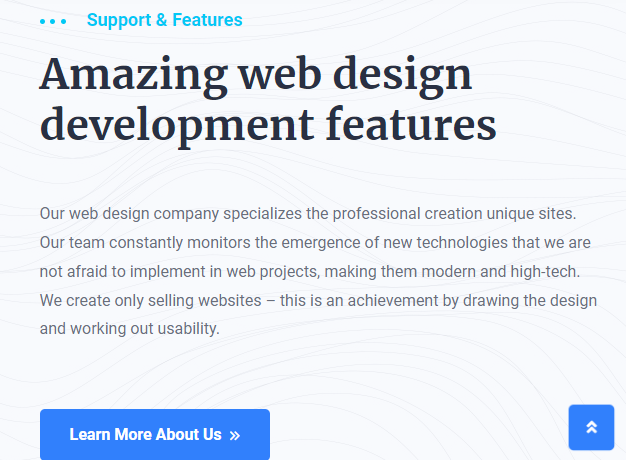 Support & Features
Amazing web design
development features
Our web design company specializes the professional creation unique sites.
Our team constantly monitors the emergence of new technologies that we are
not afraid to implement in web projects, making them modern and high-tech.
We create only selling websites – this is an achievement by drawing the design
and working out usability.
Learn More About Us »